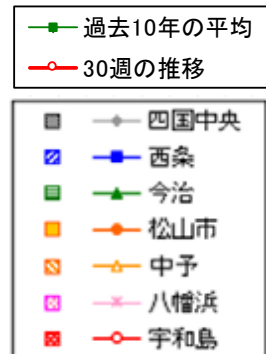 過去10年の平均
30週の推移
四国中央
西条
今治
松山市
中予
八幡浜
宇和島